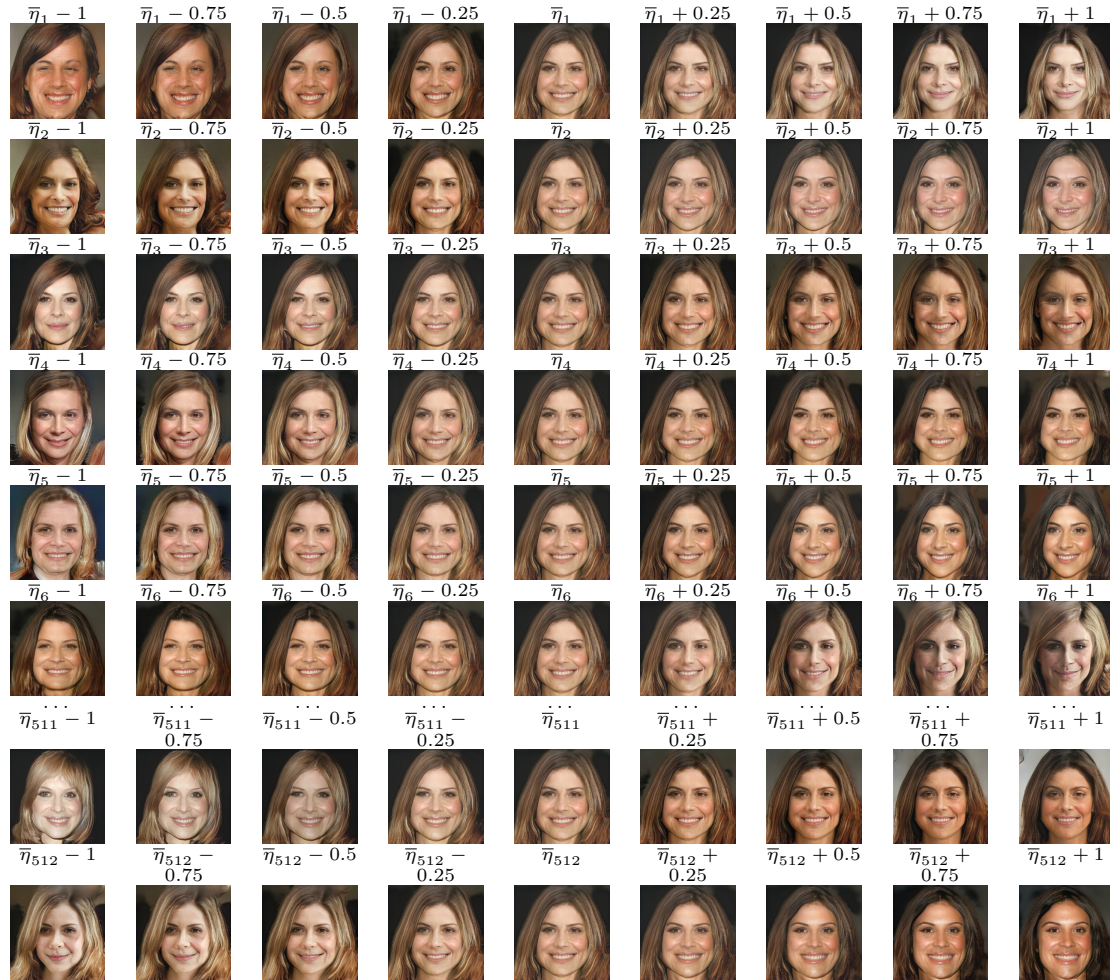 η̅₁ − 1 η̅₁ − 0.75 η̅₁ − 0.5 η̅₁ − 0.25 η̅₁ η̅₁ + 0.25 η̅₁ + 0.5 η̅₁ + 0.75 η̅₁ + 1
η̅₂ − 1 η̅₂ − 0.75 η̅₂ − 0.5 η̅₂ − 0.25 η̅₂ η̅₂ + 0.25 η̅₂ + 0.5 η̅₂ + 0.75 η̅₂ + 1
η̅₃ − 1 η̅₃ − 0.75 η̅₃ − 0.5 η̅₃ − 0.25 η̅₃ η̅₃ + 0.25 η̅₃ + 0.5 η̅₃ + 0.75 η̅₃ + 1
η̅₄ − 1 η̅₄ − 0.75 η̅₄ − 0.5 η̅₄ − 0.25 η̅₄ η̅₄ + 0.25 η̅₄ + 0.5 η̅₄ + 0.75 η̅₄ + 1
η̅₅ − 1 η̅₅ − 0.75 η̅₅ − 0.5 η̅₅ − 0.25 η̅₅ η̅₅ + 0.25 η̅₅ + 0.5 η̅₅ + 0.75 η̅₅ + 1
η̅₆ − 1 η̅₆ − 0.75 η̅₆ − 0.5 η̅₆ − 0.25 η̅₆ η̅₆ + 0.25 η̅₆ + 0.5 η̅₆ + 0.75 η̅₆ + 1
... ... ... ... ... ... ... ... ...
η̅₅₁₁ − 1 η̅₅₁₁ − η̅₅₁₁ − 0.5 η̅₅₁₁ − η̅₅₁₁ η̅₅₁₁ + η̅₅₁₁ + 0.5 η̅₅₁₁ + η̅₅₁₁ + 1
0.75 0.25 0.25 0.75
η̅₅₁₂ − 1 η̅₅₁₂ − η̅₅₁₂ − 0.5 η̅₅₁₂ − η̅₅₁₂ η̅₅₁₂ + η̅₅₁₂ + 0.5 η̅₅₁₂ + η̅₅₁₂ + 1
0.75 0.25 0.25 0.75